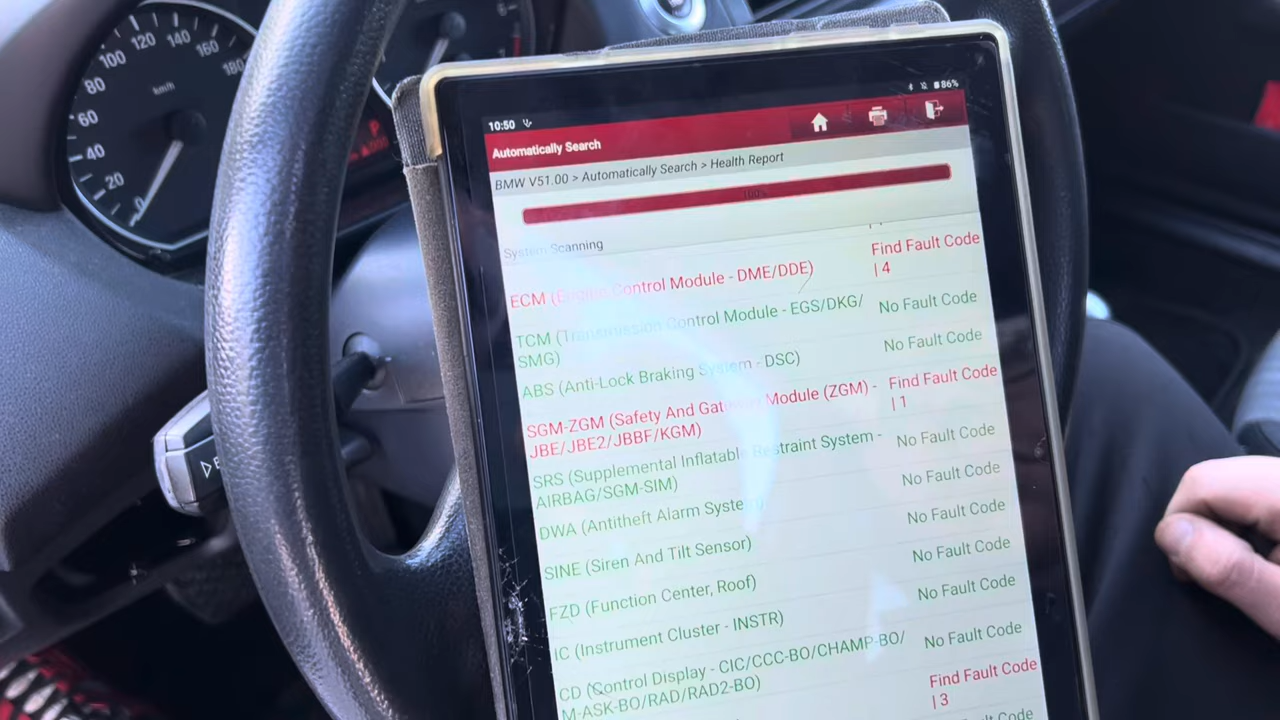 100 120 140 160 180
80
60
40
20
0
km/h
P
10:50
86%
Automatically Search
BMW V51.00 > Automatically Search > Health Report
System Scanning
ECM (Engine Control Module - DME/DDE)
Find Fault Code
| 4
TCM (Transmission Control Module - EGS/DKG/
SMG)
No Fault Code
ABS (Anti-Lock Braking System - DSC)
No Fault Code
SGM-ZGM (Safety And Gateway Module (ZGM) -
JBE/JBE2/JBBF/KGM)
Find Fault Code
| 1
SRS (Supplemental Inflatable Restraint System -
AIRBAG/SGM-SIM)
No Fault Code
DWA (Antitheft Alarm System)
No Fault Code
SINE (Siren And Tilt Sensor)
No Fault Code
FZD (Function Center, Roof)
No Fault Code
IC (Instrument Cluster - INSTR)
No Fault Code
CD (Control Display - CIC/CCC-BO/CHAMP-BO/
M-ASK-BO/RAD/RAD2-BO)
No Fault Code
Find Fault Code
| 3
No Fault Code